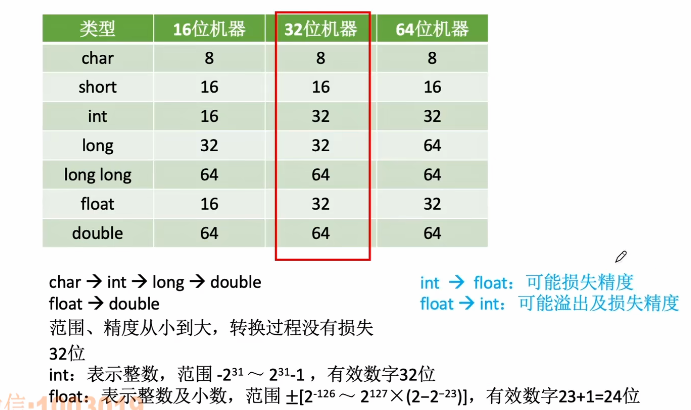 类型 16位机器 32位机器 64位机器
char 8 8 8
short 16 16 16
int 16 32 32
long 32 32 64
long long 64 64 64
float 16 32 32
double 64 64 64
char → int → long → double
int → float：可能损失精度
float → double
float → int：可能溢出及损失精度
范围、精度从小到大，转换过程没有损失
32位
int：表示整数，范围 -2³¹ ～ 2³¹-1 ，有效数字32位
float：表示整数及小数，范围 ±[2⁻¹²⁶ ～ 2¹²⁷×(2−2⁻²³)]，有效数字23+1=24位